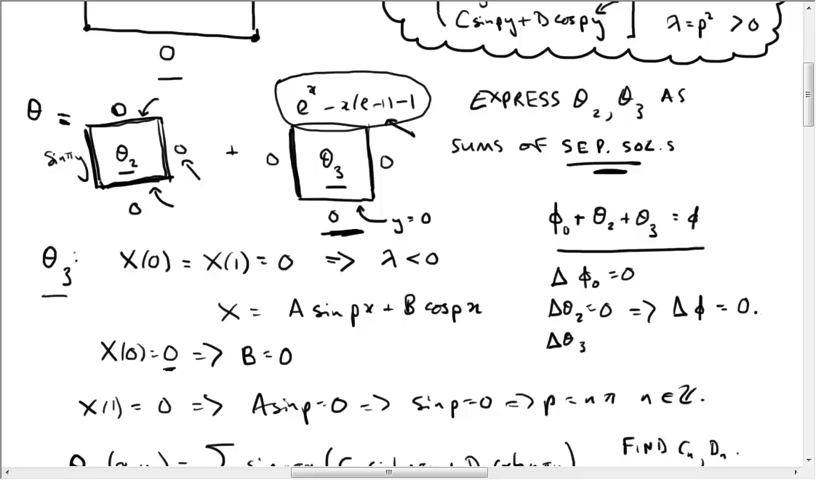 C sin py + D cos py λ = p² > 0
0
θ = 0 e^x - x(e-1) - 1 EXPRESS θ₂, θ₃ AS
sin πy θ₂ 0 + 0 θ₃ 0 SUMS OF SEP. SOL.S
0 0 y=0 ϕ₀ + θ₂ + θ₃ = ϕ
θ₃: X(0) = X(1) = 0 => λ < 0 Δ ϕ₀ = 0
X = A sin px + B cos px Δθ₂ = 0 => Δϕ = 0.
X(0) = 0 => B = 0 Δθ₃
X(1) = 0 => A sin p = 0 => sin p = 0 => p = nπ n ∈ ℤ.
FIND Cₙ, Dₙ.